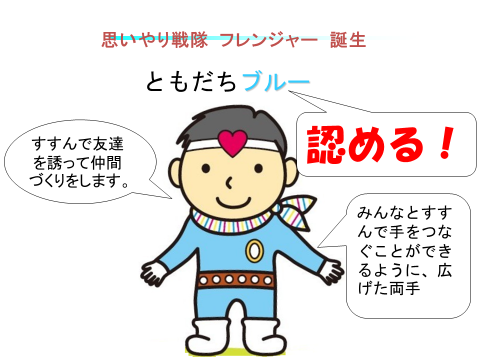 思いやり戦隊 フレンジャー 誕生
ともだちブルー
認める！
すすんで友達
を誘って仲間
づくりをします。
みんなとすす
んで手をつな
ぐことができ
るように、広
げた両手